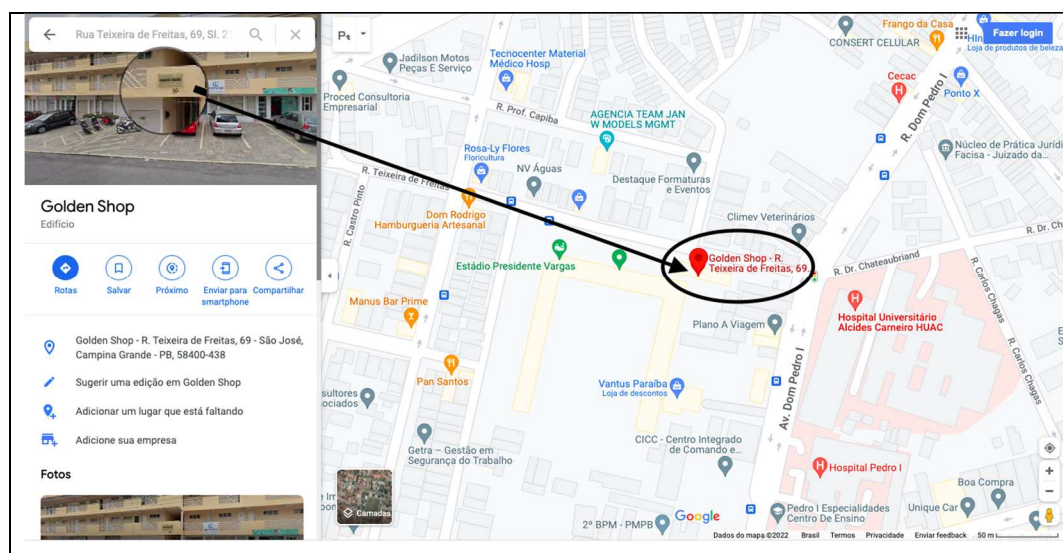 Rua Teixeira de Freitas, 69, Sl. 21
Golden Shop
Edifício
Rotas
Salvar
Próximo
Enviar para
smartphone
Compartilhar
Golden Shop - R. Teixeira de Freitas, 69 - São José,
Campina Grande - PB, 58400-438
Sugerir uma edição em Golden Shop
Adicionar um lugar que está faltando
Adicione sua empresa
Fotos
Fazer login
Frango da Casa
CONSERT CELULAR
Loja de produtos de beleza
Jadilson Motos
Peças E Serviço
Tecnocenter Material
Médico Hosp
Cecac
Ponto X
R. Dom Pedro I
Proced Consultoria
Empresarial
R. Prof. Capiba
AGENCIA TEAM JAN
W MODELS MGMT
Núcleo de Prática Jurídi
Facisa - Juizado da...
Rosa-Ly Flores
Floricultura
NV Águas
Destaque Formaturas
e Eventos
R. Teixeira de Freitas
R. Castro Pinto
Dom Rodrigo
Hamburgueria Artesanal
Climev Veterinários
R. Dr. Ch
R. Dr. Chateaubriand
Estádio Presidente Vargas
Golden Shop - R.
Teixeira de Freitas, 69...
R. Carlos Chagas
Manus Bar Prime
Hospital Universitário
Alcides Carneiro HUAC
Plano A Viagem
R. Carlos Chagas
Pan Santos
Vantus Paraíba
Loja de descontos
Av. Dom Pedro I
sultores
ociados
Getra – Gestão em
Segurança do Trabalho
CICC - Centro Integrado
de Comando e...
Hospital Pedro I
Boa Compra
Camadas
2° BPM - PMPB
Google
Pedro I Especialidades
Centro De Ensino
Unique Car
Dados do mapa ©2022
Brasil
Termos
Privacidade
Enviar feedback
50 m